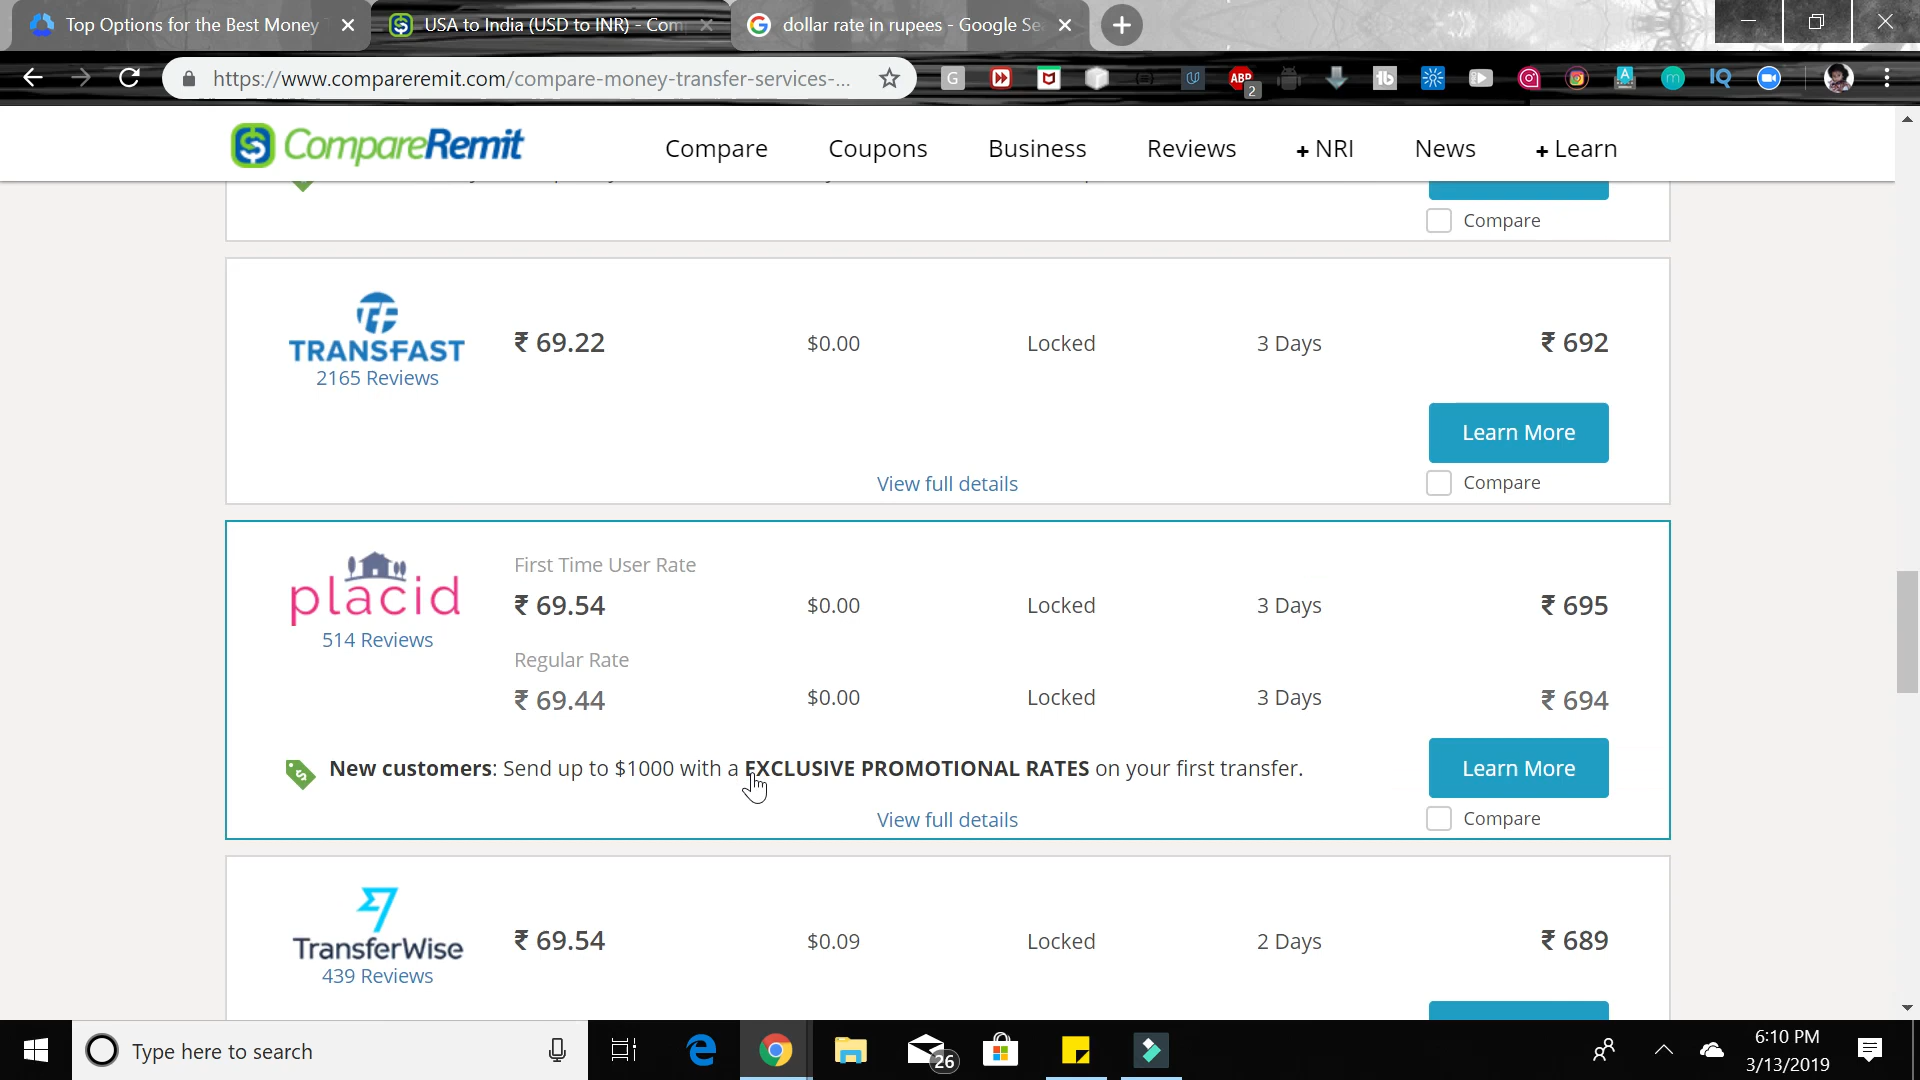 Top Options for the Best Money T
USA to India (USD to INR) - Com
dollar rate in rupees - Google Se
https://www.compareremit.com/compare-money-transfer-services-...
G
ABP
2
tb
A
m
IQ
CompareRemit
Compare
Coupons
Business
Reviews
+ NRI
News
+ Learn
Compare
TRANSFAST
2165 Reviews
₹ 69.22
$0.00
Locked
3 Days
₹ 692
Learn More
View full details
Compare
placid
514 Reviews
First Time User Rate
₹ 69.54
$0.00
Locked
3 Days
₹ 695
Regular Rate
₹ 69.44
$0.00
Locked
3 Days
₹ 694
New customers: Send up to $1000 with a EXCLUSIVE PROMOTIONAL RATES on your first transfer.
Learn More
View full details
Compare
TransferWise
439 Reviews
₹ 69.54
$0.09
Locked
2 Days
₹ 689
Type here to search
26
6:10 PM
3/13/2019